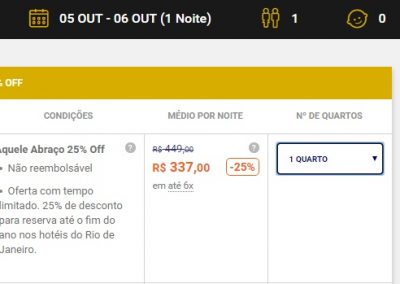 05 OUT - 06 OUT (1 Noite) 1 0
% OFF
CONDIÇÕES MÉDIO POR NOITE Nº DE QUARTOS
Aquele Abraço 25% Off ?
• Não reembolsável
• Oferta com tempo
limitado. 25% de desconto
para reserva até o fim do
ano nos hotéis do Rio de
Janeiro.
R$ 449,00 ?
R$ 337,00 -25%
em até 6x
1 QUARTO